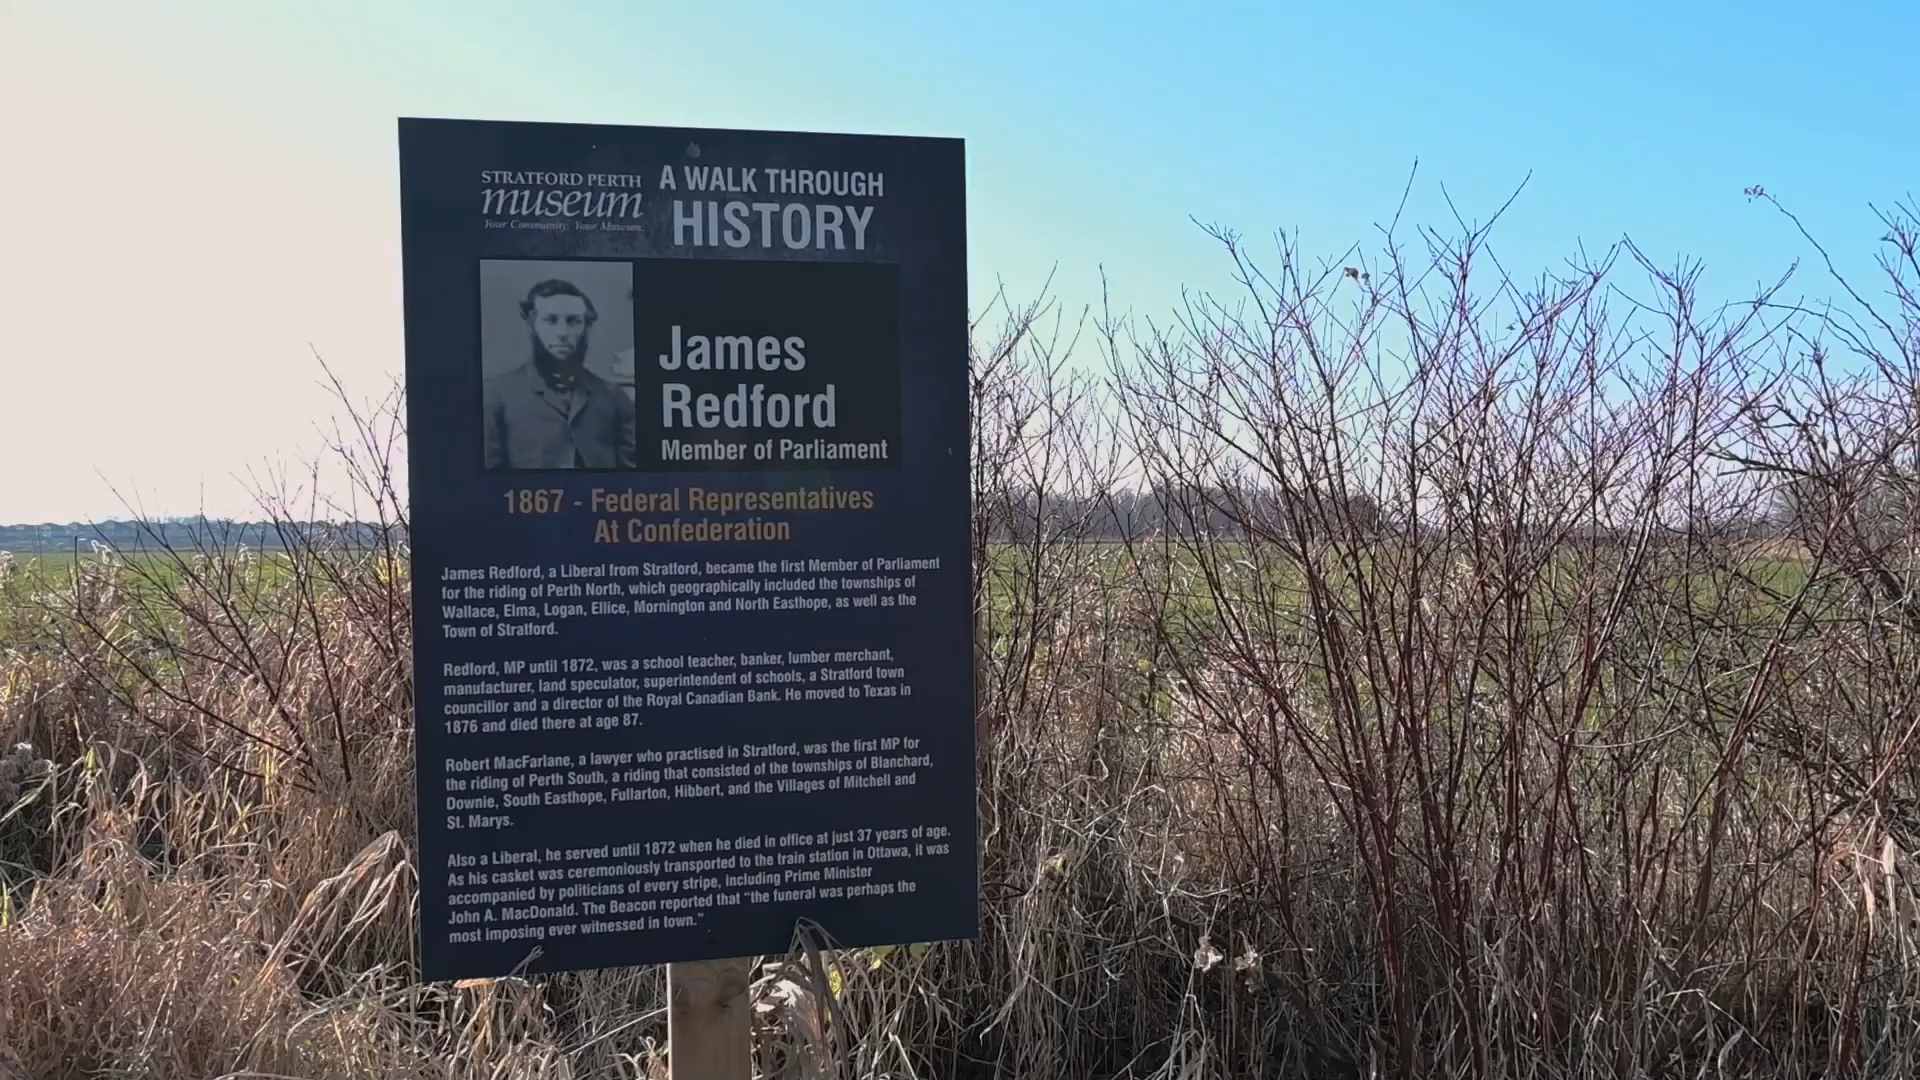 STRATFORD PERTH
museum
Your Community. Your Museum.
A WALK THROUGH
HISTORY
James
Redford
Member of Parliament
1867 - Federal Representatives
At Confederation
James Redford, a Liberal from Stratford, became the first Member of Parliament
for the riding of Perth North, which geographically included the townships of
Wallace, Elma, Logan, Ellice, Mornington and North Easthope, as well as the
Town of Stratford.
Redford, MP until 1872, was a school teacher, banker, lumber merchant,
manufacturer, land speculator, superintendent of schools, a Stratford town
councillor and a director of the Royal Canadian Bank. He moved to Texas in
1876 and died there at age 87.
Robert MacFarlane, a lawyer who practised in Stratford, was the first MP for
the riding of Perth South, a riding that consisted of the townships of Blanchard,
Downie, South Easthope, Fullarton, Hibbert, and the Villages of Mitchell and
St. Marys.
Also a Liberal, he served until 1872 when he died in office at just 37 years of age.
As his casket was ceremoniously transported to the train station in Ottawa, it was
accompanied by politicians of every stripe, including Prime Minister
John A. MacDonald. The Beacon reported that "the funeral was perhaps the
most imposing ever witnessed in town."